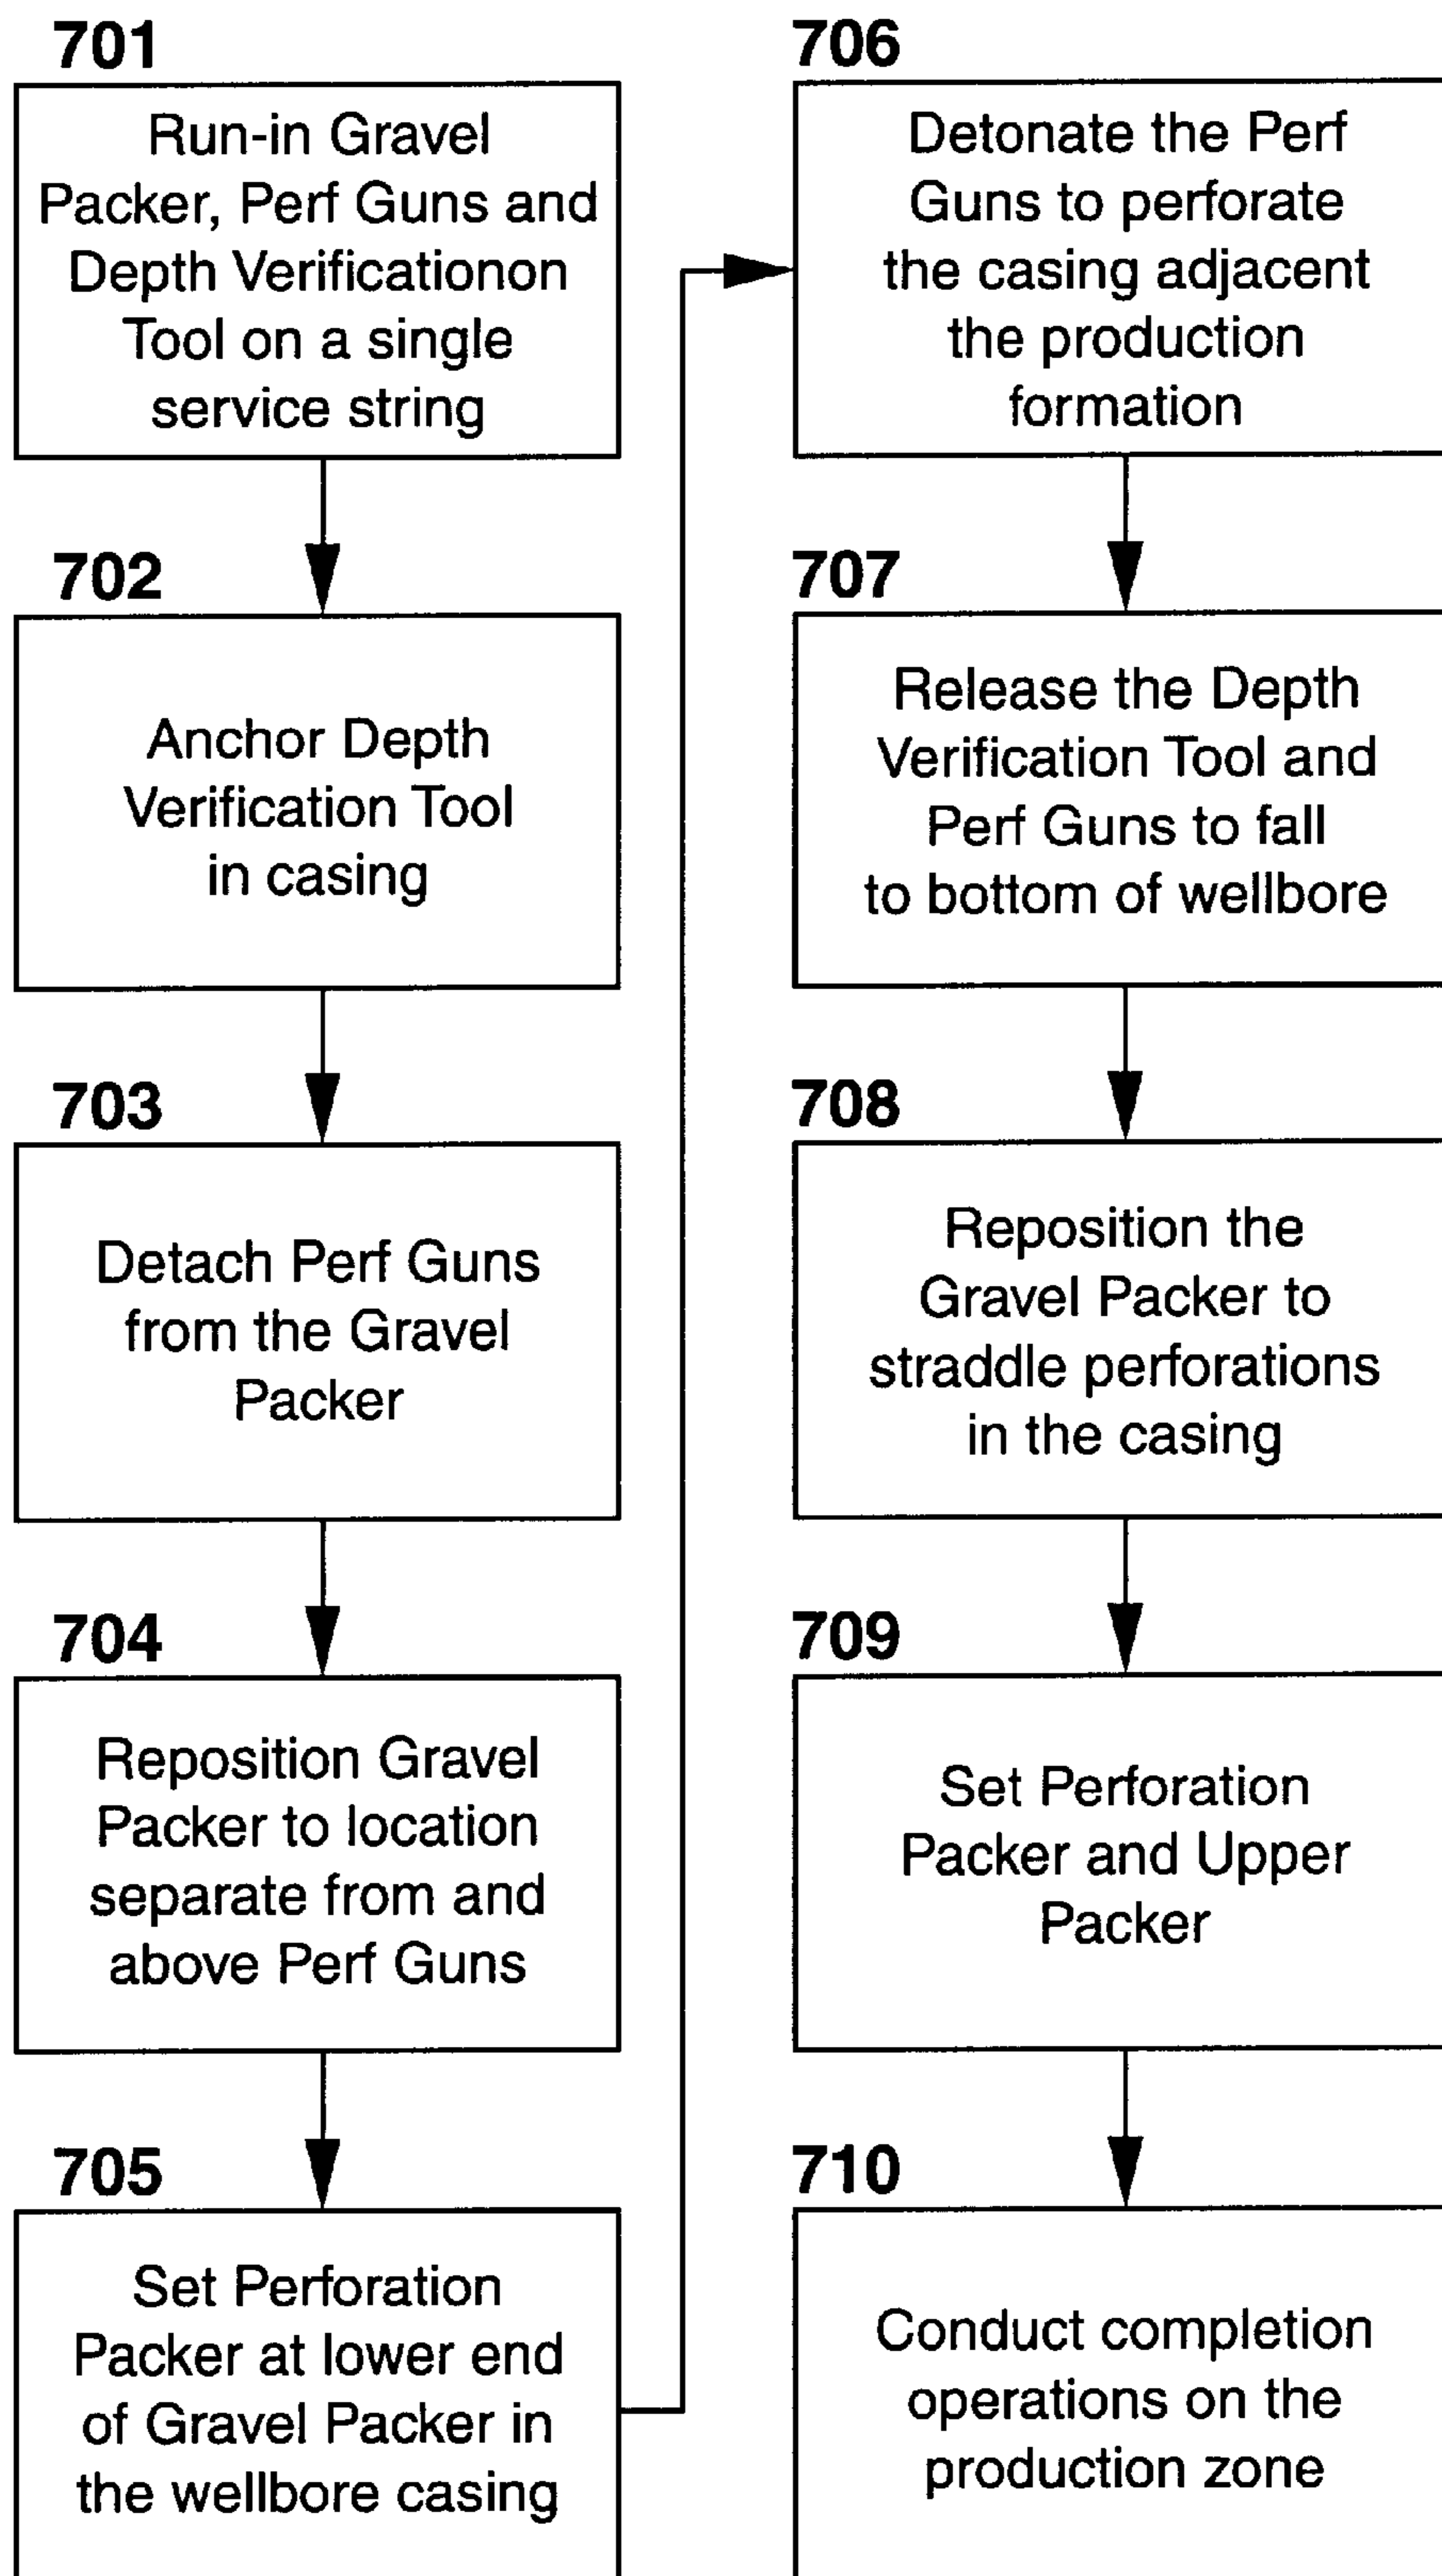 701
Run-in Gravel
Packer, Perf Guns and
Depth Verificationon
Tool on a single
service string
702
Anchor Depth
Verification Tool
in casing
703
Detach Perf Guns
from the Gravel
Packer
704
Reposition Gravel
Packer to location
separate from and
above Perf Guns
705
Set Perforation
Packer at lower end
of Gravel Packer in
the wellbore casing
706
Detonate the Perf
Guns to perforate
the casing adjacent
the production
formation
707
Release the Depth
Verification Tool and
Perf Guns to fall
to bottom of wellbore
708
Reposition the
Gravel Packer to
straddle perforations
in the casing
709
Set Perforation
Packer and Upper
Packer
710
Conduct completion
operations on the
production zone